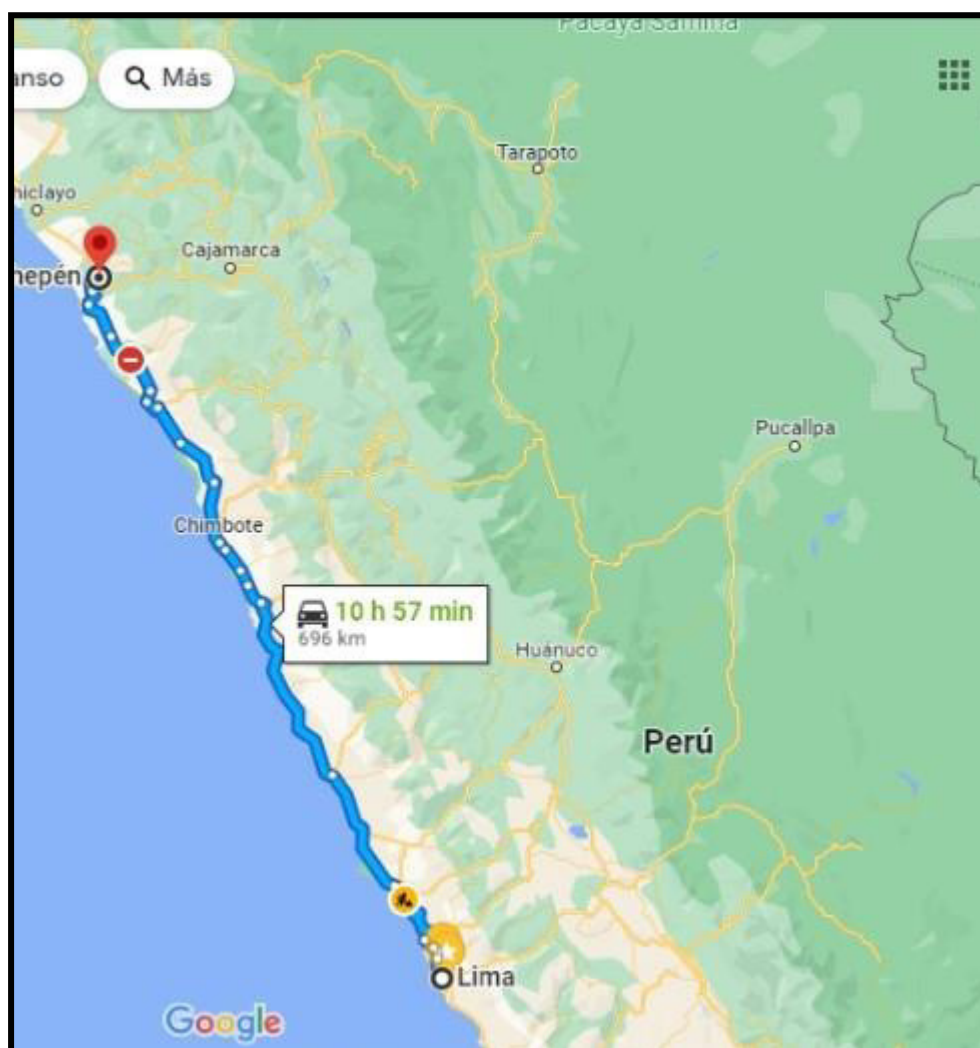 Pacaya Samiria
anso
Más
Tarapoto
hiclayo
Cajamarca
hepén
Pucallpa
Chimbote
10 h 57 min
696 km
Huánuco
Perú
Lima
Google